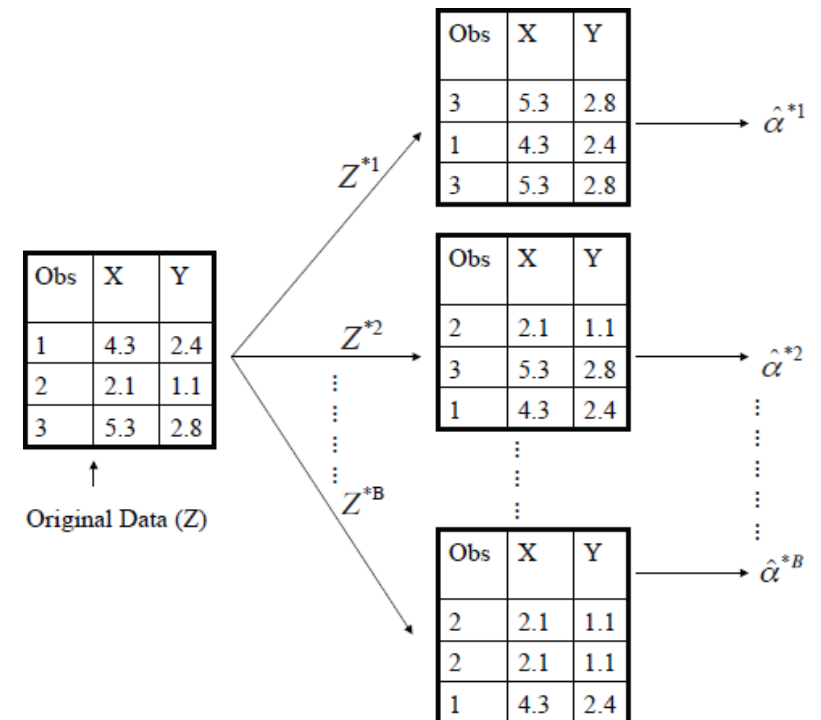 Obs X Y
1 4.3 2.4
2 2.1 1.1
3 5.3 2.8
Original Data (Z)
Z*1
Obs X Y
3 5.3 2.8
1 4.3 2.4
3 5.3 2.8
α̂*1
Z*2
Obs X Y
2 2.1 1.1
3 5.3 2.8
1 4.3 2.4
α̂*2
Z*B
Obs X Y
2 2.1 1.1
2 2.1 1.1
1 4.3 2.4
α̂*B